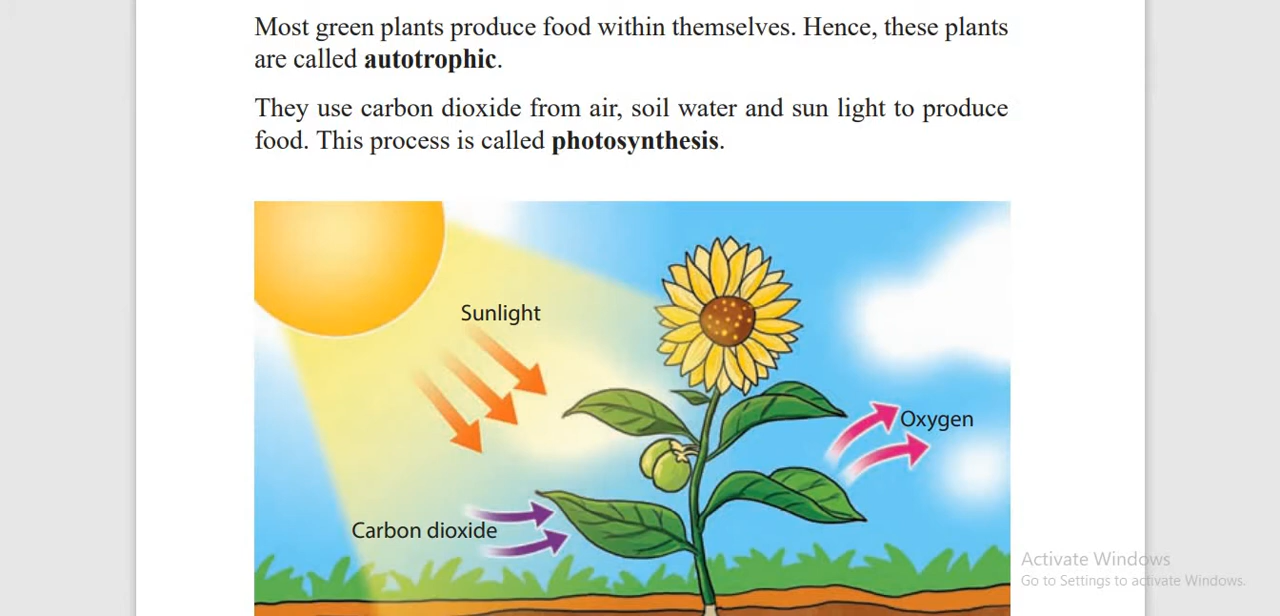 Most green plants produce food within themselves. Hence, these plants
are called autotrophic.
They use carbon dioxide from air, soil water and sun light to produce
food. This process is called photosynthesis.
Sunlight
Oxygen
Carbon dioxide
Activate Windows
Go to Settings to activate Windows.